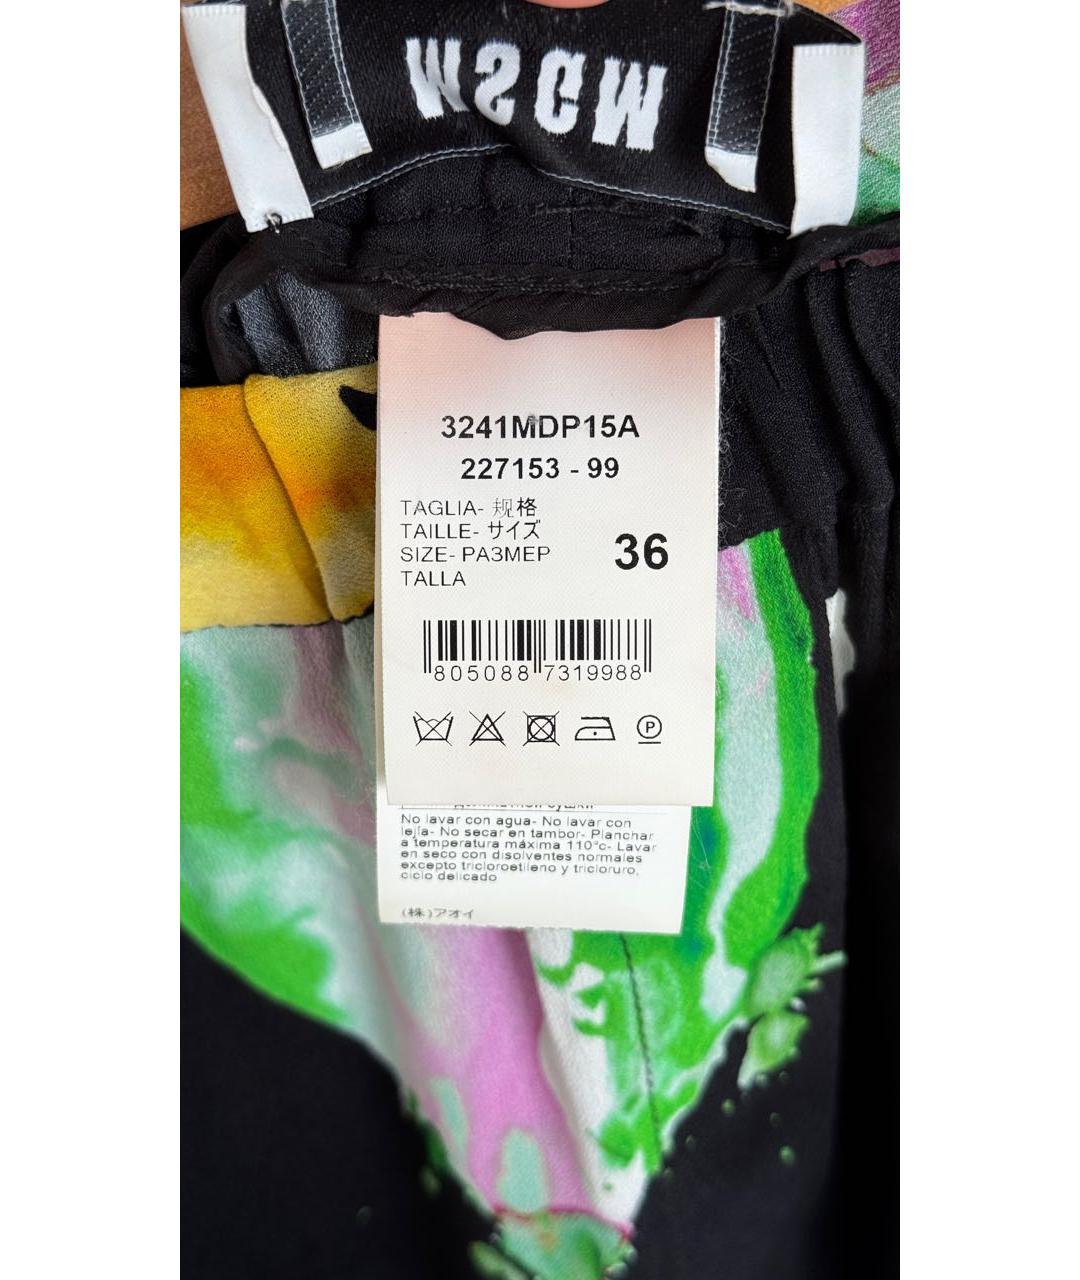 MSGM
3241MDP15A
227153 - 99
TAGLIA- 规格
TAILLE- サイズ
SIZE- РАЗМЕР
TALLA
36
805088 7319988
P
No lavar con agua- No lavar con
lejía- No secar en tambor- Planchar
a temperatura máxima 110°c- Lavar
en seco con disolventes normales
excepto tricloroetileno y tricloruro,
ciclo delicado
(株)アオイ